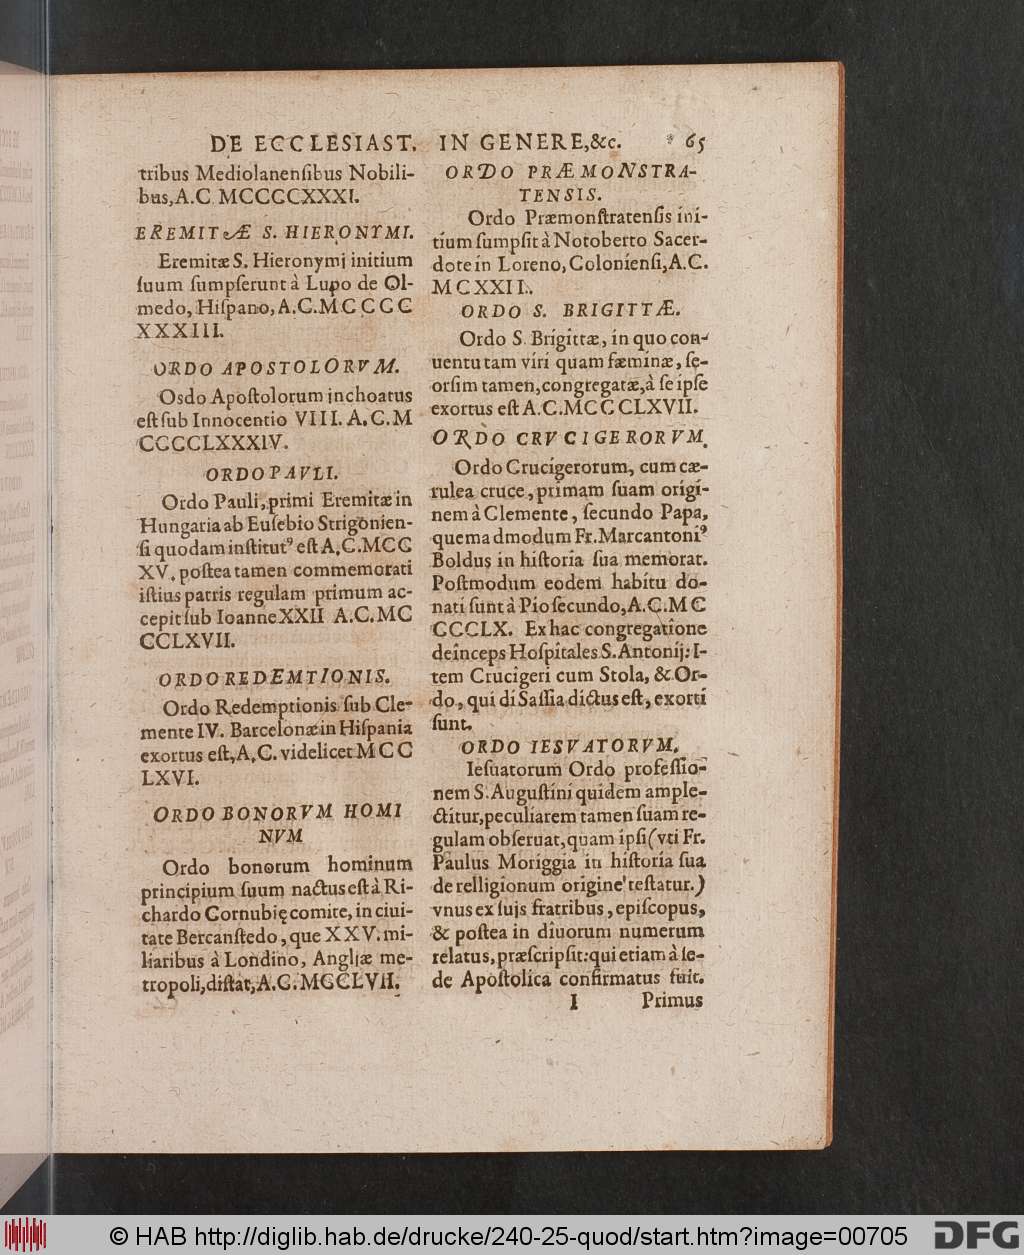 DE ECCLESIAST. IN GENERE,&c. * 65
tribus Mediolanenſibus Nobili-
bus, A.C. MCCCCXXXI.
EREMITÆ S. HIERONYMI.
Eremitæ S. Hieronymi initium
ſuum ſumpſerunt à Lupo de Ol-
medo, Hiſpano, A.C.MCCCC
XXXIII.
ORDO APOSTOLORVM.
Osdo Apoſtolorum inchoatus
eſt ſub Innocentio VIII. A.C.M
CCCCLXXXIV.
ORDO PAVLI.
Ordo Pauli, primi Eremitæ in
Hungaria ab Euſebio Strigonien-
ſi quodam inſtitutꝰ eſt A.C.MCC
XV. poſtea tamen commemorati
iſtius patris regulam primum ac-
cepit ſub Ioanne XXII A.C.MC
CCLXVII.
ORDO REDEMTIONIS.
Ordo Redemptionis ſub Cle-
mente IV. Barcelonæ in Hiſpania
exortus eſt, A.C. videlicet MCC
LXVI.
ORDO BONORVM HOMI
NVM
Ordo bonorum hominum
principium ſuum nactus eſt à Ri-
chardo Cornubię comite, in ciui-
tate Bercanſtedo, que XXV. mi-
liaribus à Londino, Angliæ me-
tropoli, diſtat, A.C. MCCLVII.
ORDO PRÆMONSTRA-
TENSIS.
Ordo Præmonſtratenſis ini-
tium ſumpſit à Notoberto Sacer-
dote in Loreno, Colonienſi, A.C.
MCXXII.
ORDO S. BRIGITTÆ.
Ordo S. Brigittæ, in quo con-
uentu tam viri quam fæminæ, ſe-
orſim tamen, congregatæ, à ſe ipſe
exortus eſt A.C.MCCCLXVII.
ORDO CRVCIGERORVM.
Ordo Crucigerorum, cum cæ-
rulea cruce, primam ſuam origi-
nem à Clemente, ſecundo Papa,
quemadmodum Fr. Marcantoniꝰ
Boldus in hiſtoria ſua memorat.
Poſtmodum eodem habitu do-
nati ſunt à Pio ſecundo, A.C.MC
CCCLX. Ex hac congregatione
deinceps Hoſpitales S. Antonij: I-
tem Crucigeri cum Stola, & Or-
do, qui di Saſſia dictus eſt, exorti
ſunt.
ORDO IESVATORVM.
Ieſuatorum Ordo profeſſio-
nem S. Auguſtini quidem ample-
ctitur, peculiarem tamen ſuam re-
gulam obſeruat, quam ipſi (vti Fr.
Paulus Moriggia in hiſtoria ſua
de relligionum origine teſtatur.)
vnus ex ſujs fratribus, epiſcopus,
& poſtea in diuorum numerum
relatus, præſcripſit: qui etiam à ſe-
de Apoſtolica confirmatus fuit.
I Primus
© HAB http://diglib.hab.de/drucke/240-25-quod/start.htm?image=00705
DFG